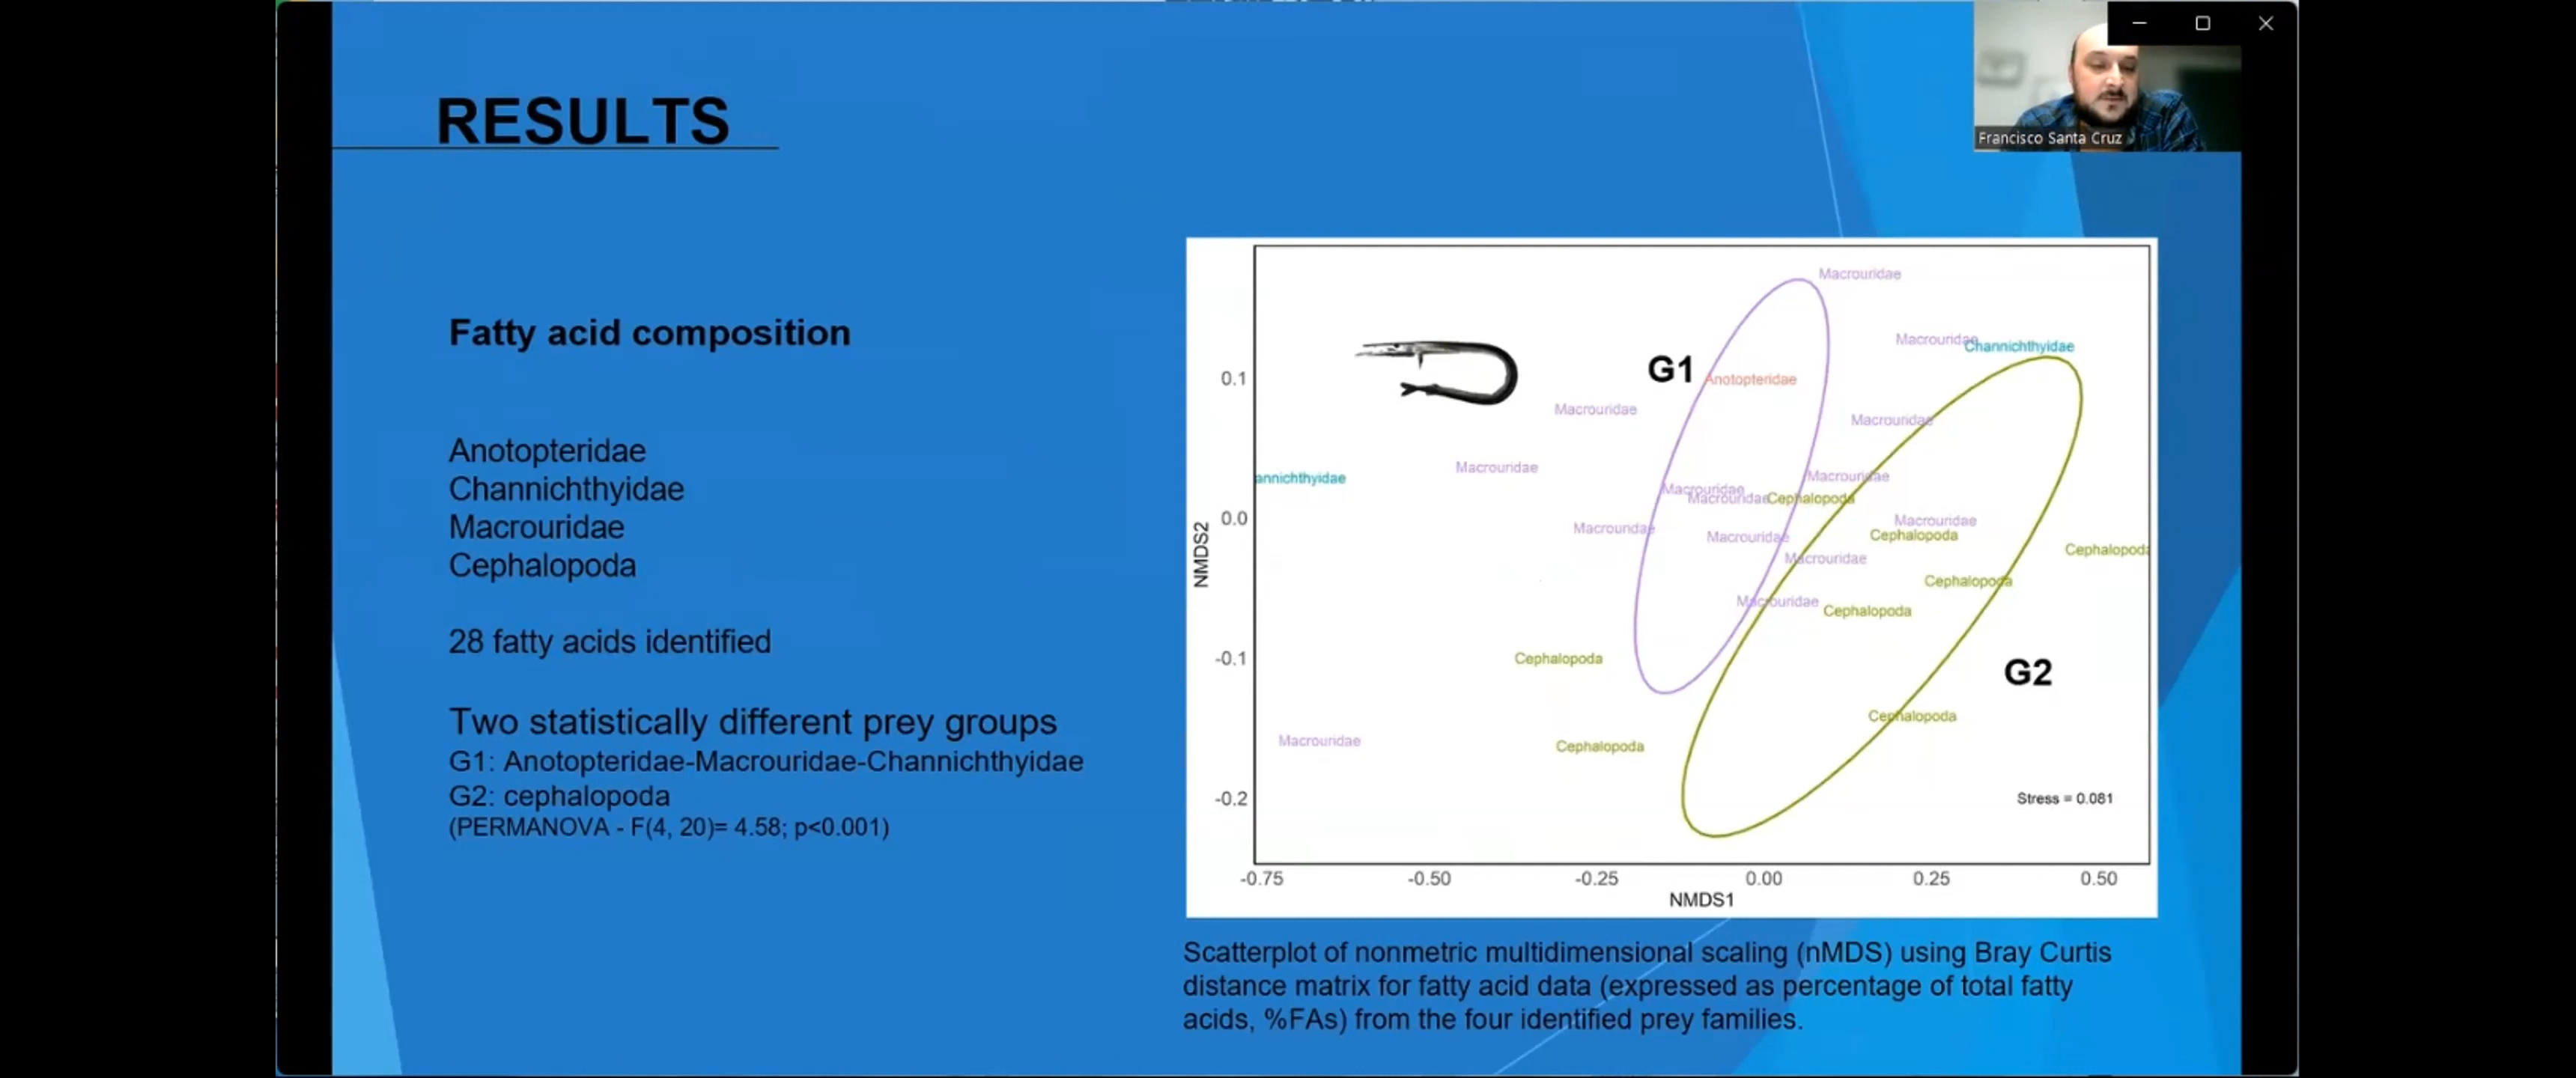 Francisco Santa Cruz
RESULTS
Fatty acid composition
Anotopteridae
Channichthyidae
Macrouridae
Cephalopoda
28 fatty acids identified
Two statistically different prey groups
G1: Anotopteridae-Macrouridae-Channichthyidae
G2: cephalopoda
(PERMANOVA - F(4, 20)= 4.58; p<0.001)
Macrouridae
Macrouridae
Channichthyidae
G1
Anotopteridae
0.1
Macrouridae
Macrouridae
Macrouridae
annichthyidae
Macrouridae
Macrouridae
Macrouridae
Cephalopoda
0.0
Macrouridae
Macrouridae
Macrouridae
Cephalopoda
Cephalopoda
Macrouridae
Cephalopoda
Macrouridae
Cephalopoda
-0.1
Cephalopoda
G2
Cephalopoda
Macrouridae
Cephalopoda
-0.2
Stress = 0.081
NMDS2
-0.75 -0.50 -0.25 0.00 0.25 0.50
NMDS1
Scatterplot of nonmetric multidimensional scaling (nMDS) using Bray Curtis
distance matrix for fatty acid data (expressed as percentage of total fatty
acids, %FAs) from the four identified prey families.